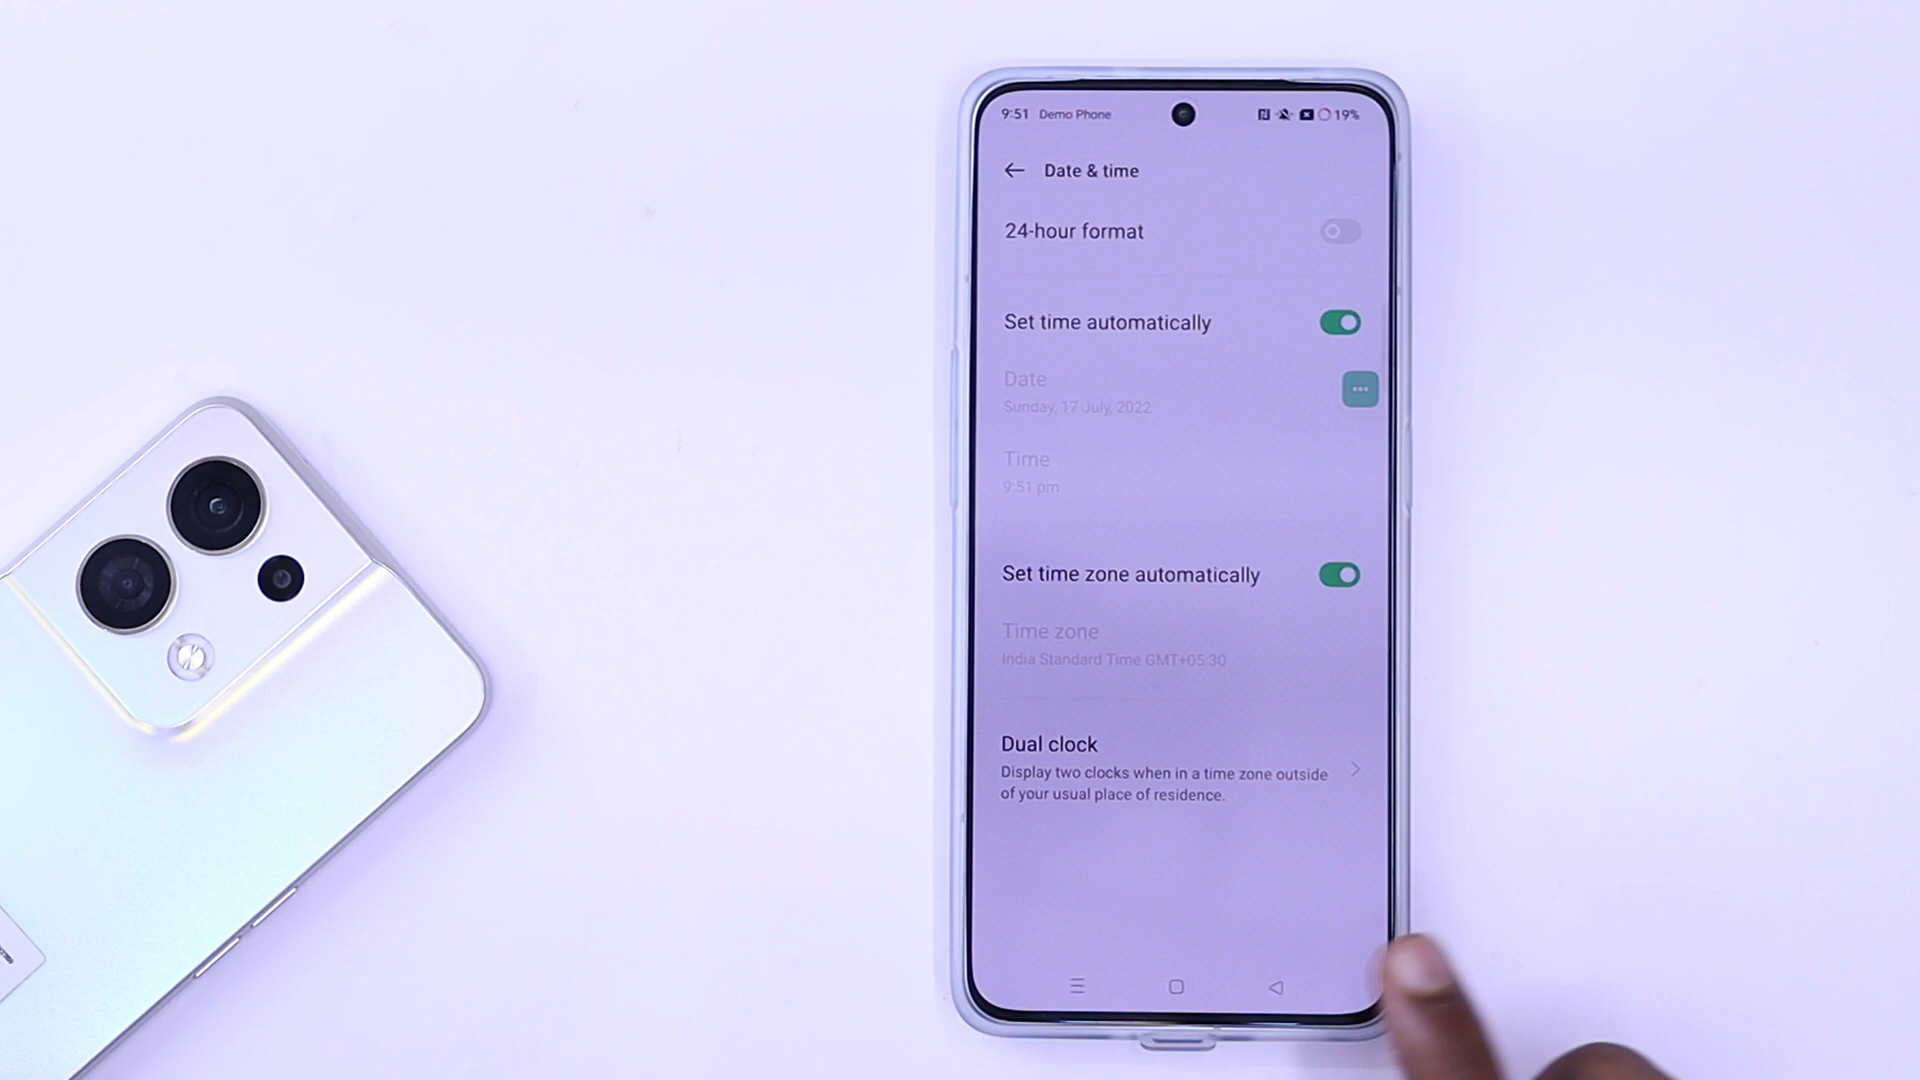 9:51 Demo Phone 19%
Date & time
24-hour format
Set time automatically
Date
Sunday, 17 July, 2022
Time
9:51 pm
Set time zone automatically
Time zone
India Standard Time GMT+05:30
Dual clock
Display two clocks when in a time zone outside
of your usual place of residence.